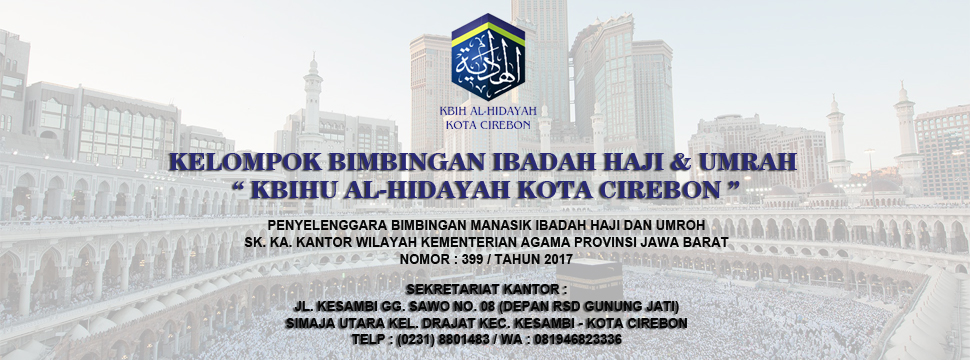 الهداية
KBIH AL-HIDAYAH
KOTA CIREBON
KELOMPOK BIMBINGAN IBADAH HAJI & UMRAH
“ KBIHU AL-HIDAYAH KOTA CIREBON ”
PENYELENGGARA BIMBINGAN MANASIK IBADAH HAJI DAN UMROH
SK. KA. KANTOR WILAYAH KEMENTERIAN AGAMA PROVINSI JAWA BARAT
NOMOR : 399 / TAHUN 2017
SEKRETARIAT KANTOR :
JL. KESAMBI GG. SAWO NO. 08 (DEPAN RSD GUNUNG JATI)
SIMAJA UTARA KEL. DRAJAT KEC. KESAMBI - KOTA CIREBON
TELP : (0231) 8801483 / WA : 081946823336